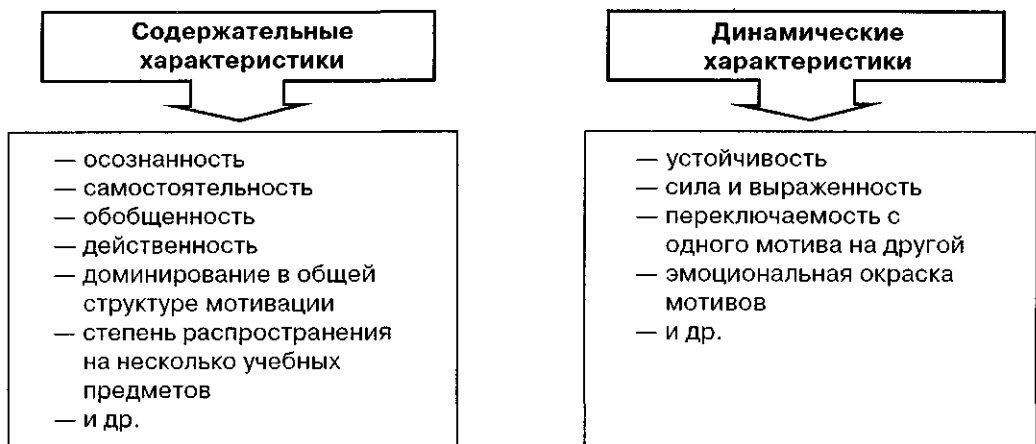 Содержательные
характеристики
— осознанность
— самостоятельность
— обобщенность
— действенность
— доминирование в общей
структуре мотивации
— степень распространения
на несколько учебных
предметов
— и др.
Динамические
характеристики
— устойчивость
— сила и выраженность
— переключаемость с
одного мотива на другой
— эмоциональная окраска
мотивов
— и др.